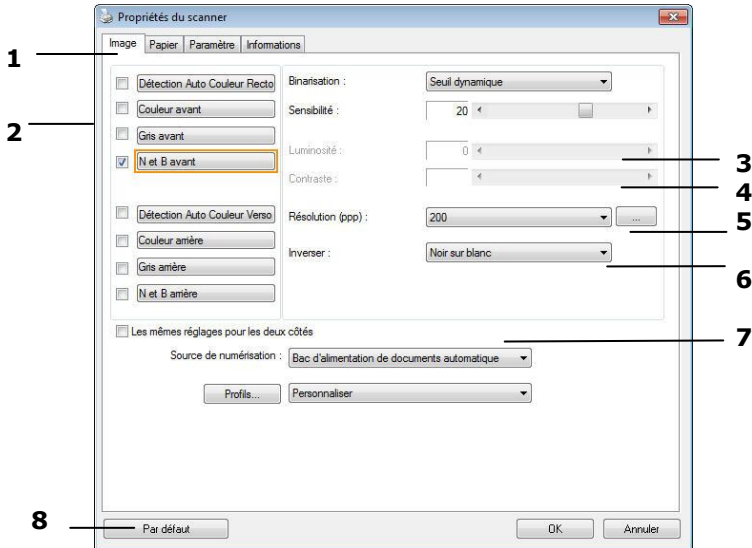 Propriétés du scanner
Image Papier Paramètre Informations
1
Détection Auto Couleur Recto
Binarisation :
Seuil dynamique
Couleur avant
Sensibilité :
20
2
Gris avant
N et B avant
Luminosité :
0
3
Contraste :
4
Détection Auto Couleur Verso
Résolution (ppp) :
200
...
5
Couleur arrière
Inverser :
Noir sur blanc
Gris arrière
6
N et B arrière
Les mêmes réglages pour les deux côtés
7
Source de numérisation :
Bac d'alimentation de documents automatique
Profils...
Personnaliser
8
Par défaut
OK
Annuler